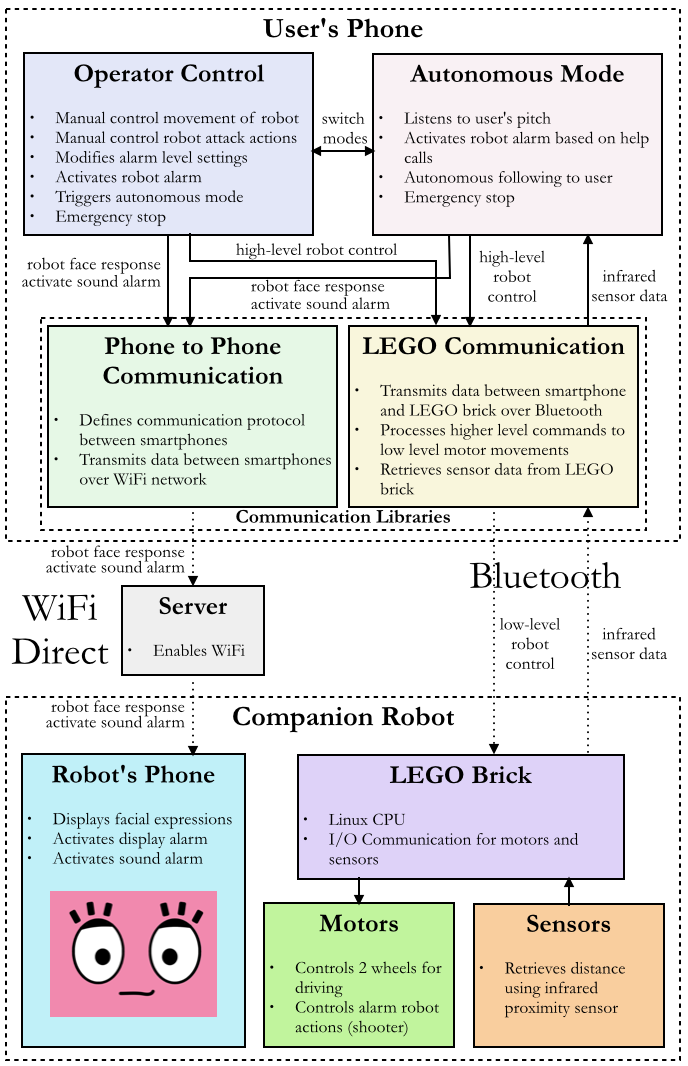 User's Phone
Operator Control
• Manual control movement of robot
• Manual control robot attack actions
• Modifies alarm level settings
• Activates robot alarm
• Triggers autonomous mode
• Emergency stop
switch
modes
Autonomous Mode
• Listens to user's pitch
• Activates robot alarm based on help
calls
• Autonomous following to user
• Emergency stop
robot face response
activate sound alarm
high-level robot control
robot face response
activate sound alarm
high-level
robot
control
infrared
sensor data
Phone to Phone
Communication
• Defines communication protocol
between smartphones
• Transmits data between smartphones
over WiFi network
LEGO Communication
• Transmits data between smartphone
and LEGO brick over Bluetooth
• Processes higher level commands to
low level motor movements
• Retrieves sensor data from LEGO
brick
Communication Libraries
robot face response
activate sound alarm
WiFi
Direct
Server
• Enables WiFi
Bluetooth
low-level
robot
control
infrared
sensor data
robot face response
activate sound alarm
Companion Robot
Robot's Phone
• Displays facial expressions
• Activates display alarm
• Activates sound alarm
LEGO Brick
• Linux CPU
• I/O Communication for motors and
sensors
Motors
• Controls 2 wheels for
driving
• Controls alarm robot
actions (shooter)
Sensors
• Retrieves distance
using infrared
proximity sensor